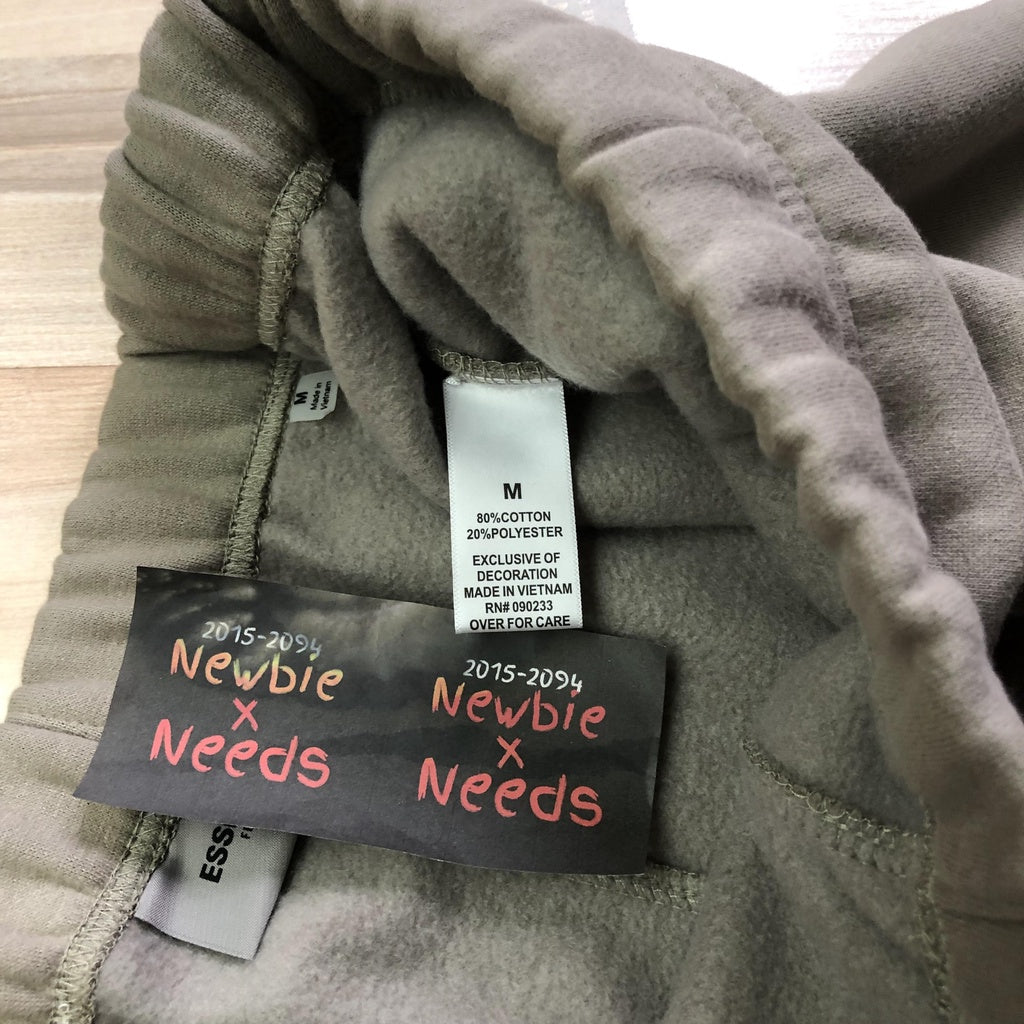 M
Made in
Vietnam
M
80%COTTON
20%POLYESTER
EXCLUSIVE OF
DECORATION
MADE IN VIETNAM
RN# 090233
OVER FOR CARE
2015-2094
Newbie
x
Needs
2015-2094
Newbie
x
Needs
ESS